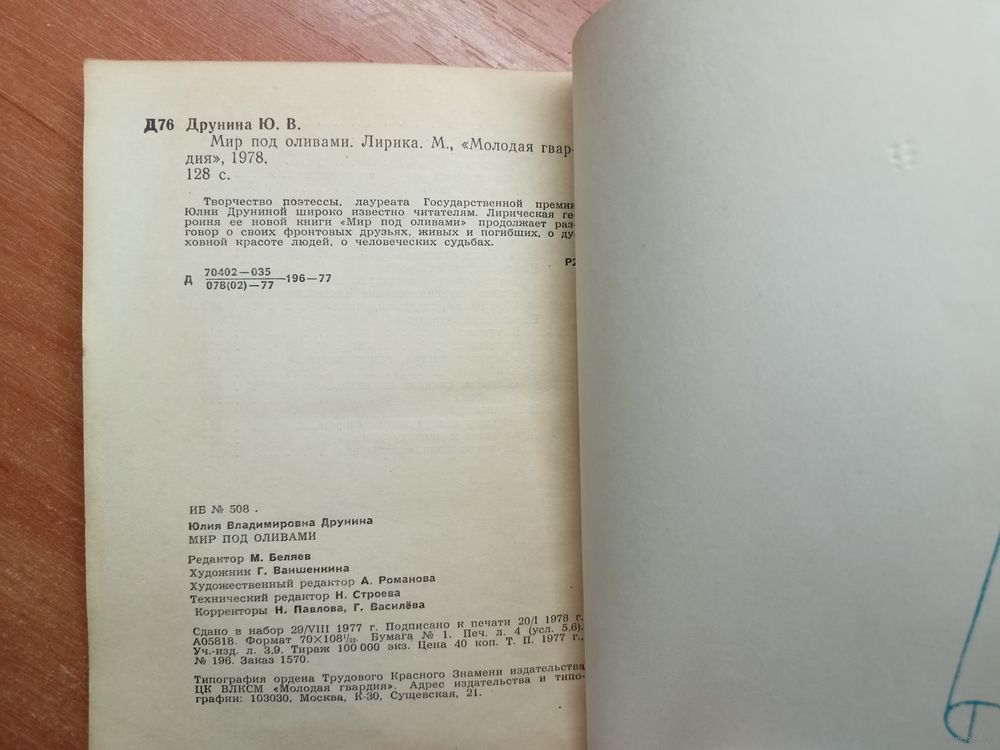 Д76 Друнина Ю. В.
Мир под оливами. Лирика. М., «Молодая гвар-
дия», 1978.
128 с.
Творчество поэтессы, лауреата Государственной премии
Юлии Друниной широко известно читателям. Лирическая ге-
роиня ее новой книги «Мир под оливами» продолжает раз-
говор о своих фронтовых друзьях, живых и погибших, о ду-
ховной красоте людей, о человеческих судьбах.
Р2
Д 70402—035
078(02)—77 —196—77
ИБ № 508
Юлия Владимировна Друнина
МИР ПОД ОЛИВАМИ
Редактор М. Беляев
Художник Г. Ваншенкина
Художественный редактор А. Романова
Технический редактор Н. Строева
Корректоры Н. Павлова, Г. Василёва
Сдано в набор 29/VIII 1977 г. Подписано к печати 20/I 1978 г.
А05818. Формат 70×108¹/₃₂. Бумага № 1. Печ. л. 4 (усл. 5,6).
Уч.-изд. л. 3,9. Тираж 100 000 экз. Цена 40 коп. Т. П. 1977 г.,
№ 196. Заказ 1570.
Типография ордена Трудового Красного Знамени издательства
ЦК ВЛКСМ «Молодая гвардия». Адрес издательства и типо-
графии: 103030, Москва, К-30, Сущевская, 21.